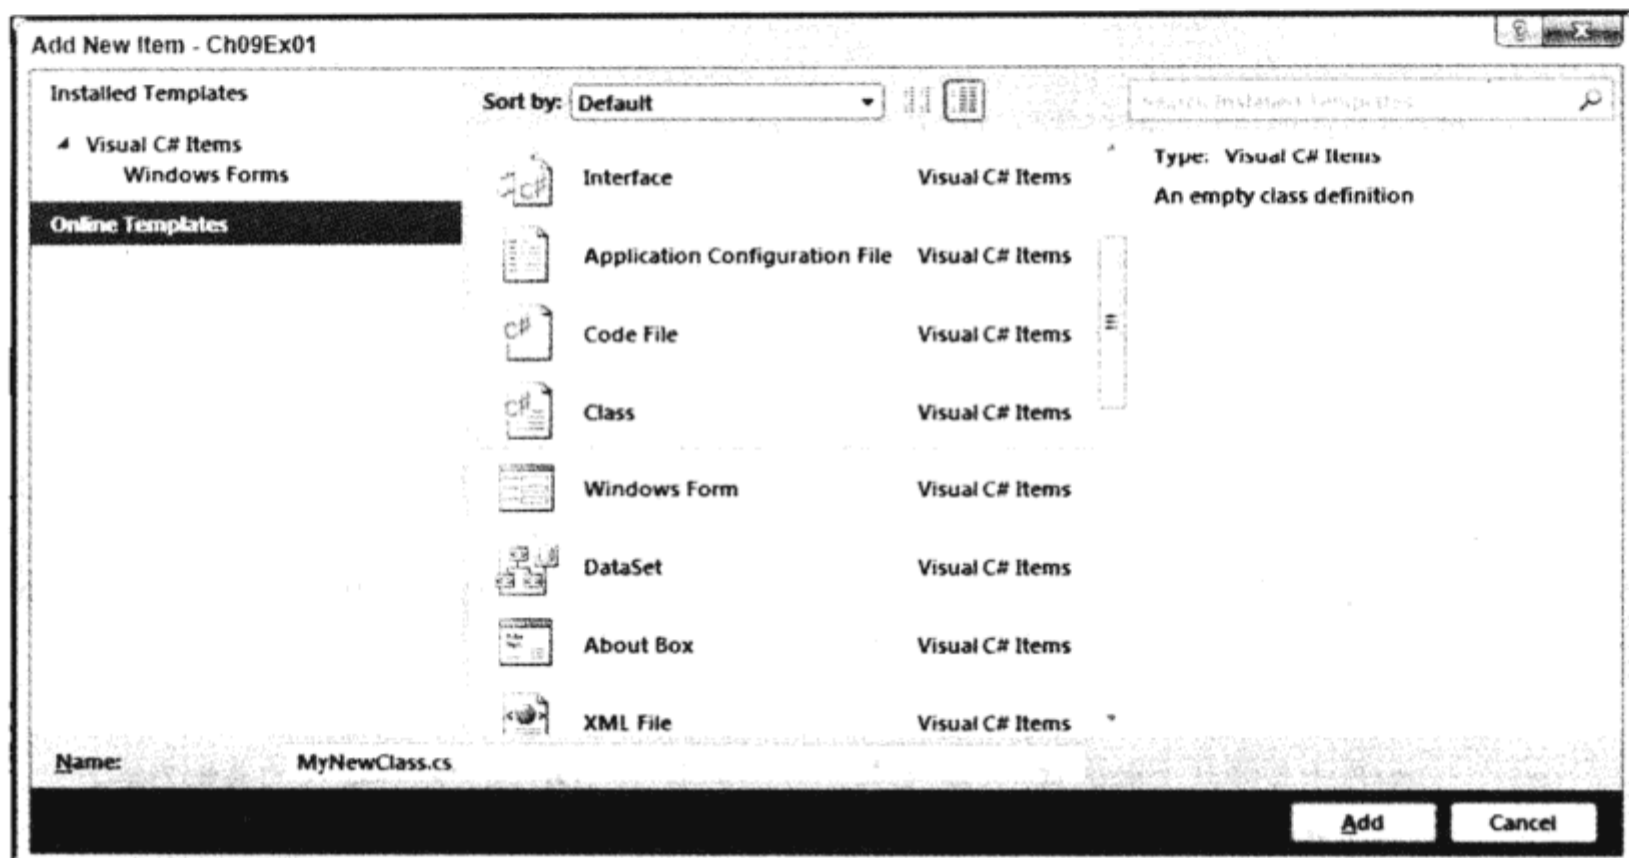 Add New Item - Ch09Ex01
Installed Templates
Visual C# Items
Windows Forms
Online Templates
Sort by: Default
Search Installed Templates
Interface Visual C# Items
Application Configuration File Visual C# Items
Code File Visual C# Items
Class Visual C# Items
Windows Form Visual C# Items
DataSet Visual C# Items
About Box Visual C# Items
XML File Visual C# Items
Type: Visual C# Items
An empty class definition
Name: MyNewClass.cs
Add Cancel